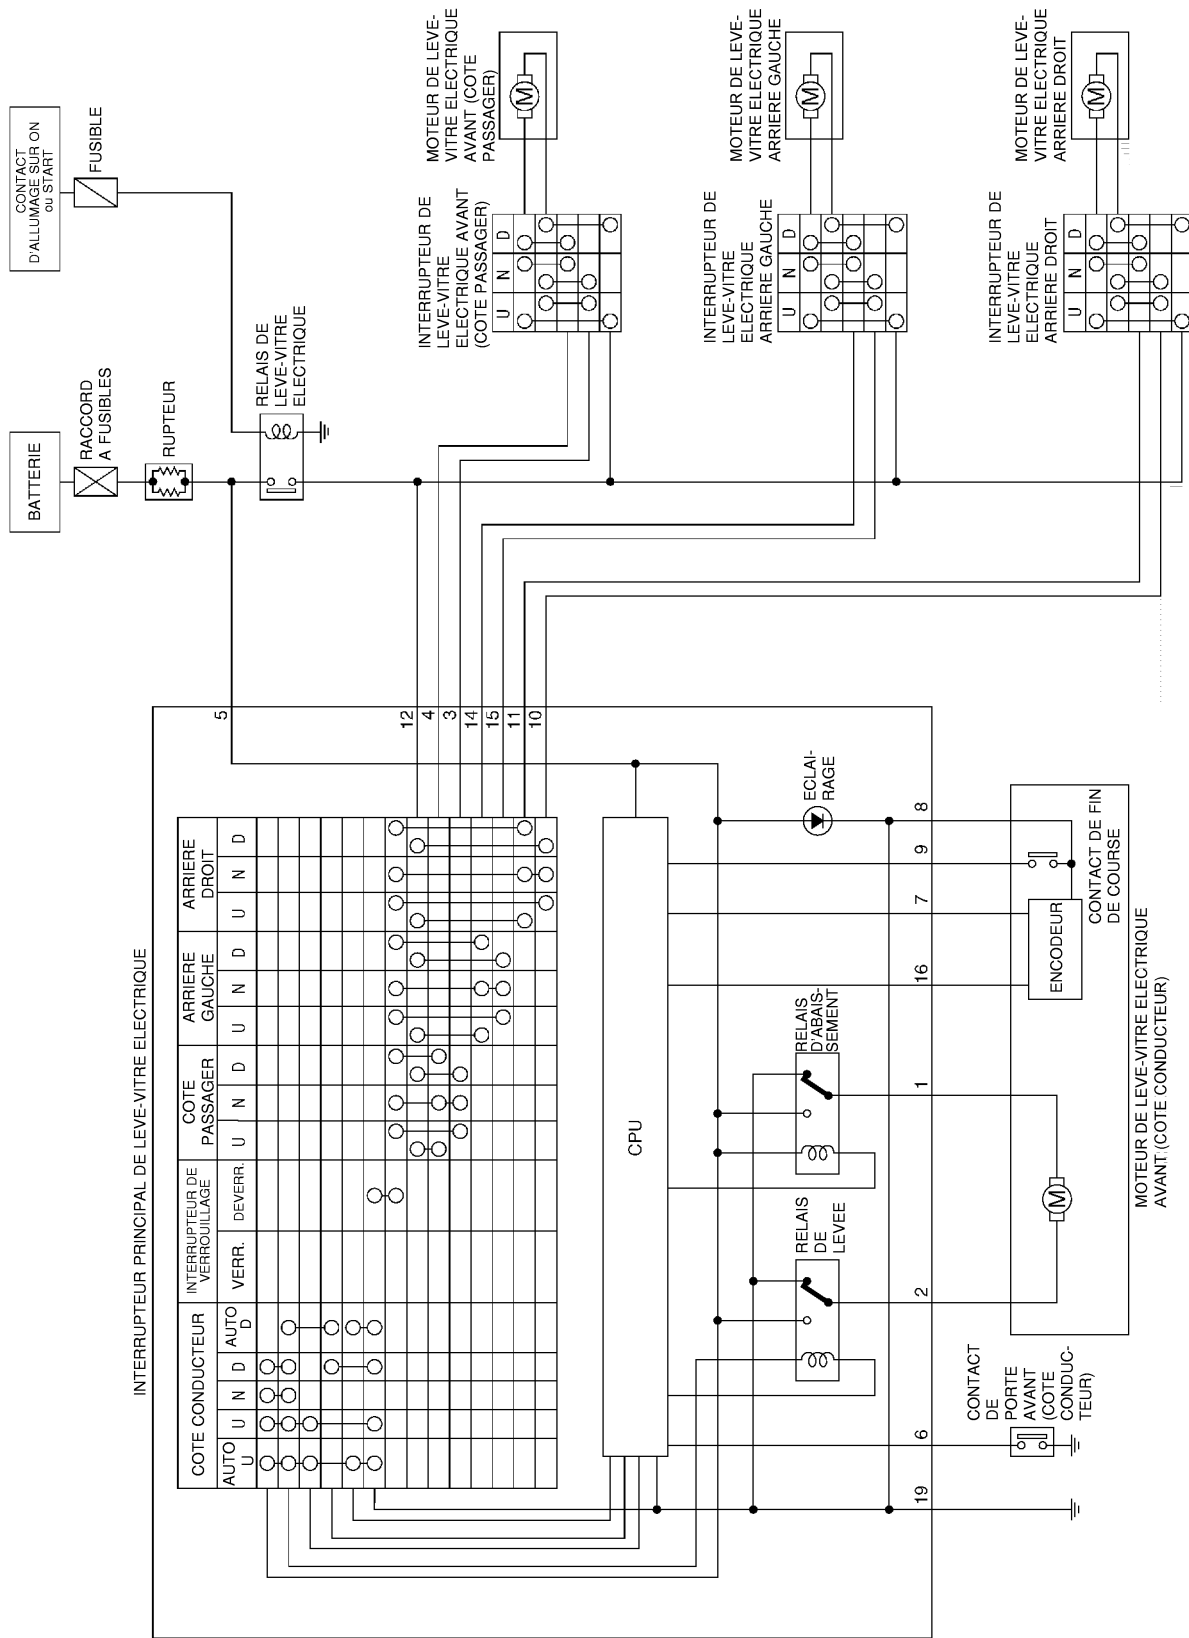 CONTACT
D'ALLUMAGE SUR ON
ou START
FUSIBLE
BATTERIE
RACCORD
A FUSIBLES
RUPTEUR
RELAIS DE
LEVE-VITRE
ELECTRIQUE
MOTEUR DE LEVE-
VITRE ELECTRIQUE
AVANT (COTE
PASSAGER)
M
INTERRUPTEUR DE
LEVE-VITRE
ELECTRIQUE AVANT
(COTE PASSAGER)
U
N
D
MOTEUR DE LEVE-
VITRE ELECTRIQUE
ARRIERE GAUCHE
M
INTERRUPTEUR DE
LEVE-VITRE
ELECTRIQUE
ARRIERE GAUCHE
U
N
D
MOTEUR DE LEVE-
VITRE ELECTRIQUE
ARRIERE DROIT
M
INTERRUPTEUR DE
LEVE-VITRE
ELECTRIQUE
ARRIERE DROIT
U
N
D
INTERRUPTEUR PRINCIPAL DE LEVE-VITRE ELECTRIQUE
5
12
4
3
14
15
11
10
COTE CONDUCTEUR
AUTO
U
U
N
D
AUTO
D
INTERRUPTEUR DE
VERROUILLAGE
VERR.
DEVERR.
COTE
PASSAGER
U
N
D
ARRIERE
GAUCHE
U
N
D
ARRIERE
DROIT
U
N
D
CPU
ECLAI-
RAGE
RELAIS
D'ABAIS-
SEMENT
RELAIS
DE
LEVEE
19
6
2
1
16
7
9
8
CONTACT
DE
PORTE
AVANT
(COTE
CONDUC-
TEUR)
M
ENCODEUR
CONTACT DE FIN
DE COURSE
MOTEUR DE LEVE-VITRE ELECTRIQUE
AVANT (COTE CONDUCTEUR)